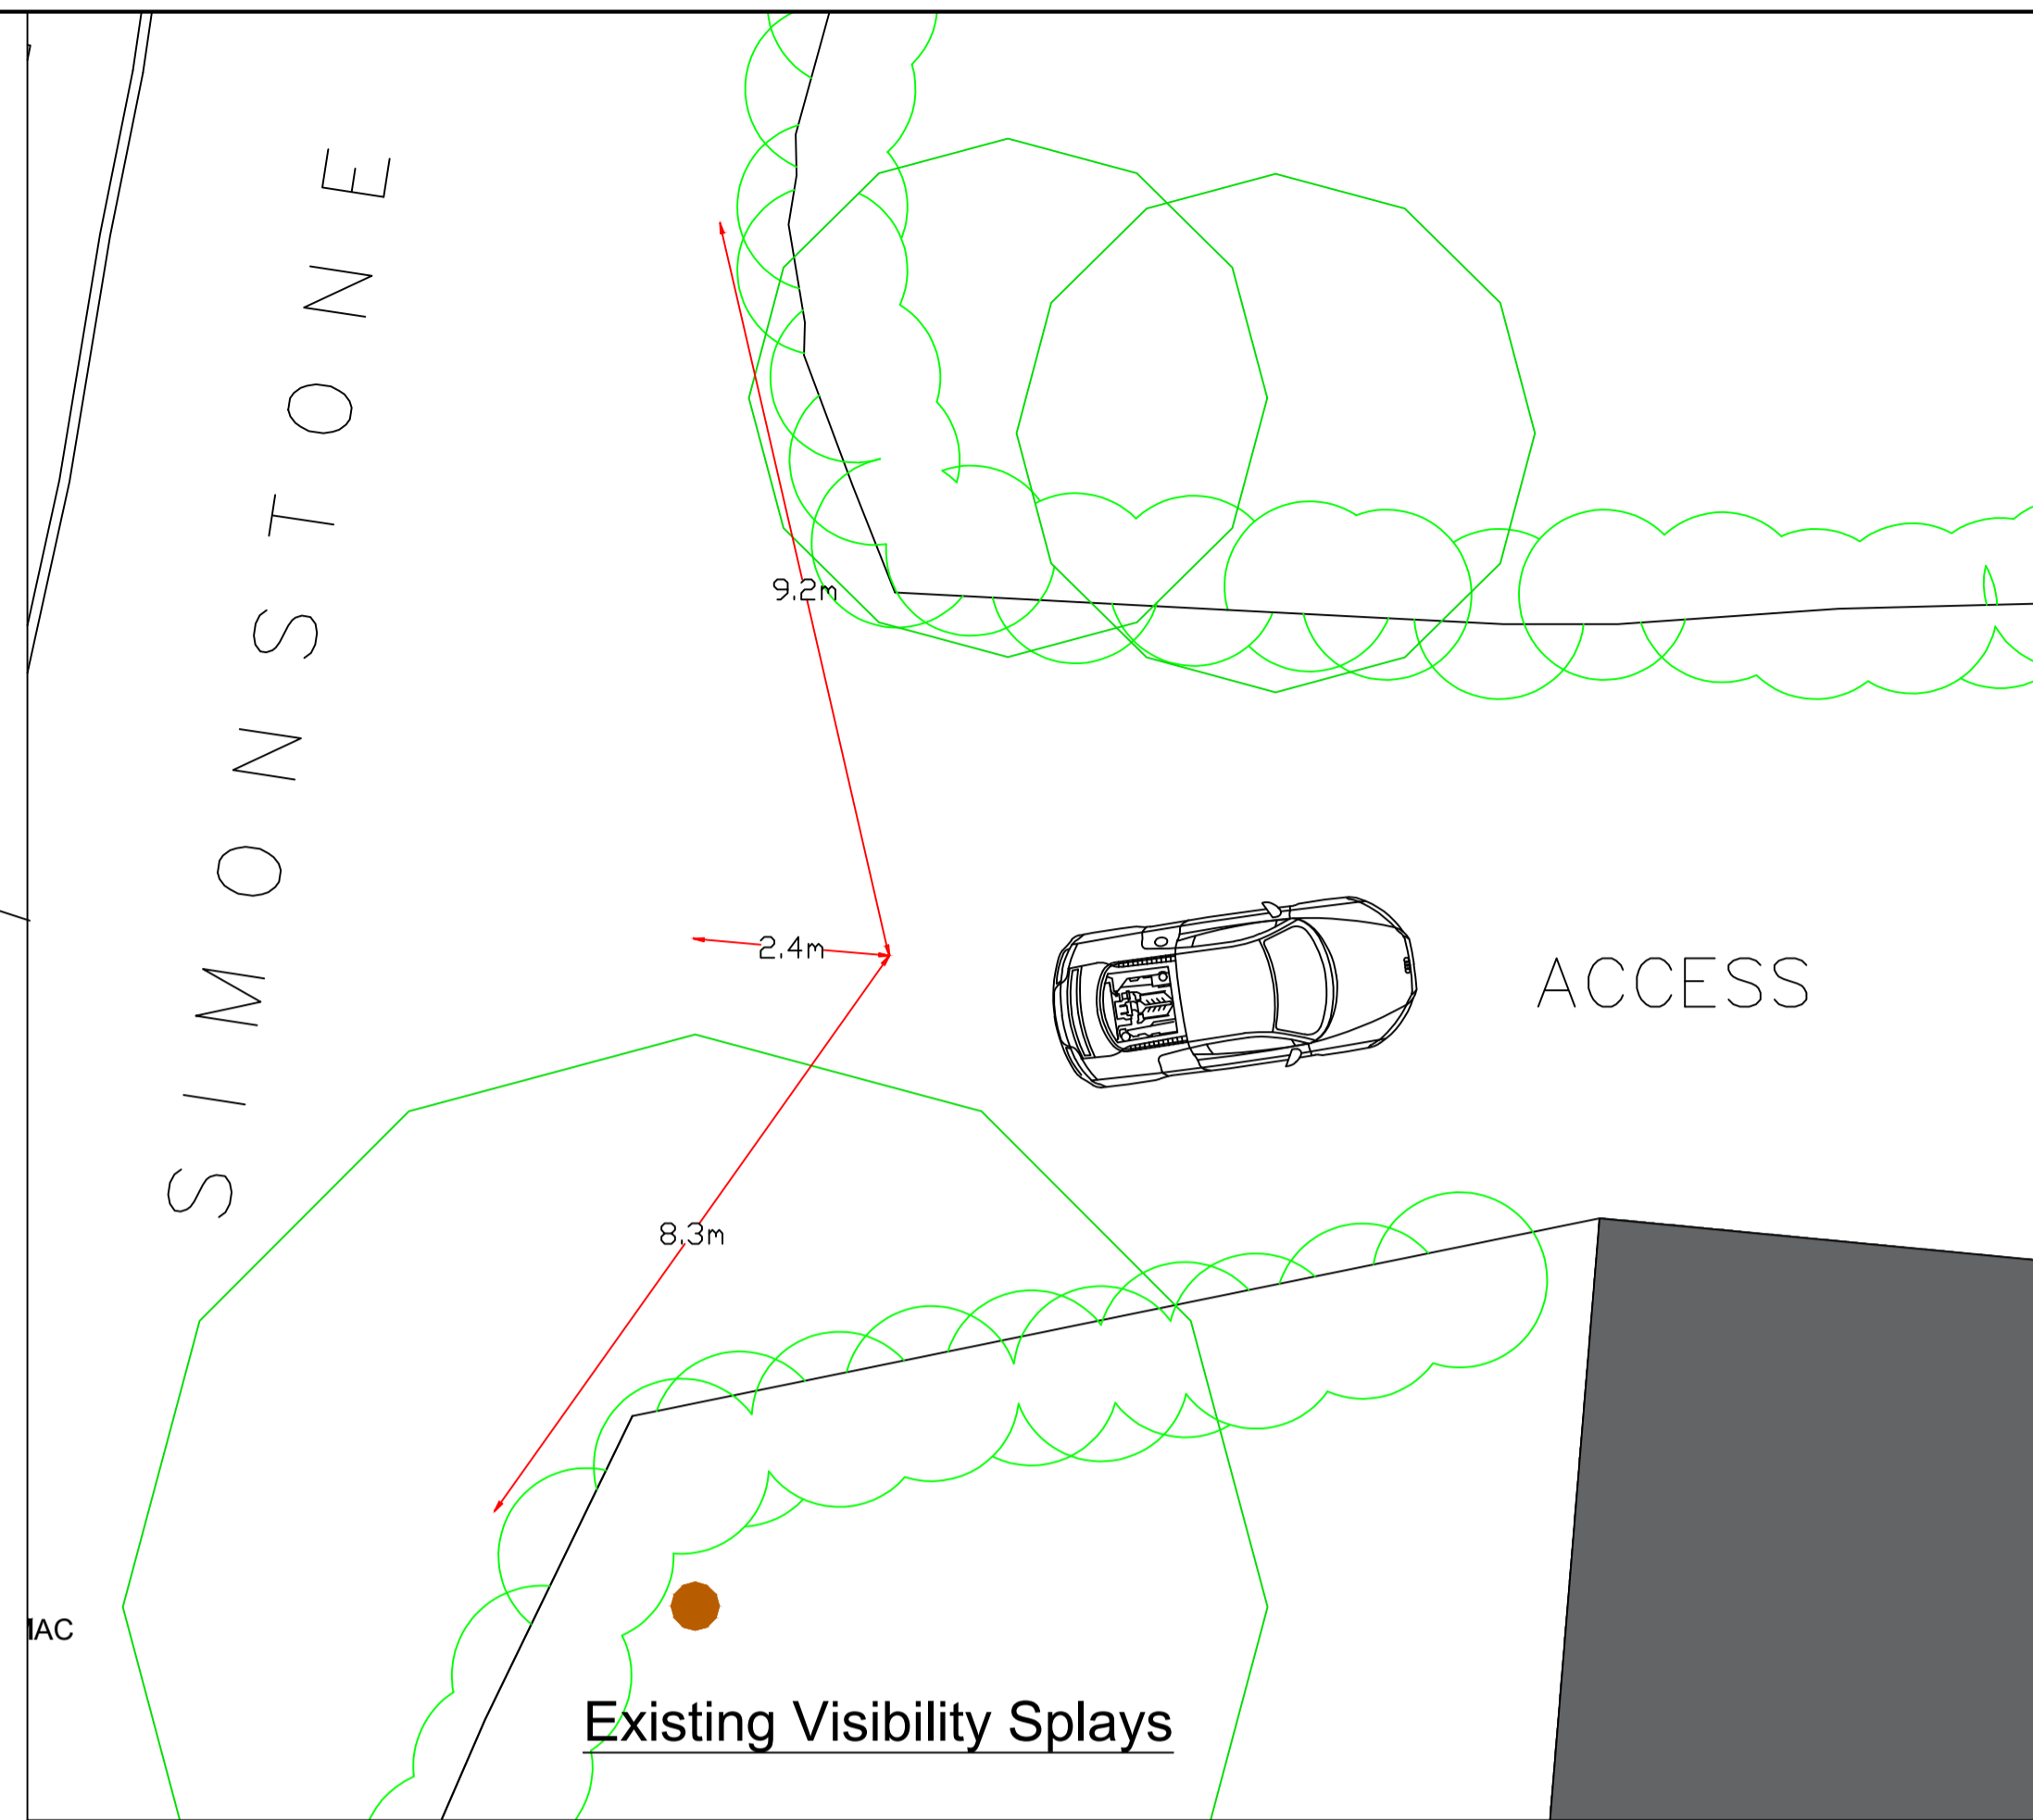 SIMONSTONE
9.2m
2.4m
ACCESS
8.3m
Existing Visibility Splays